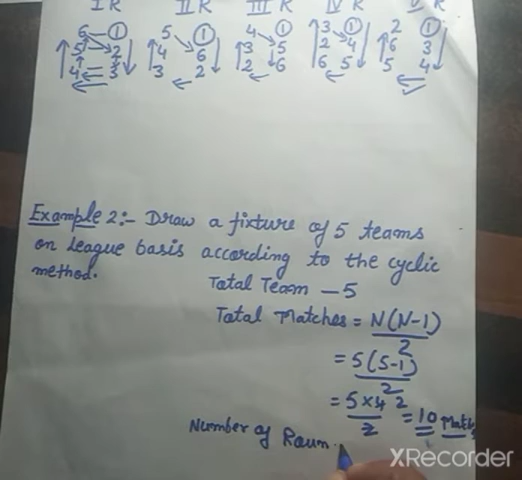 I R II R III R IV R V R
6 ① 5 ① 4 ① 3 ① 2 ①
5 2 4 6 3 5 2 4 6 3
4 3 3 2 2 6 6 5 5 4
Example 2:- Draw a fixture of 5 teams
on league basis according to the cyclic
method.
Total Team - 5
Total Matches = N(N-1)
2
= 5(5-1)
2
= 5×4 2
2
= 10
Number of Roun
XRecorder